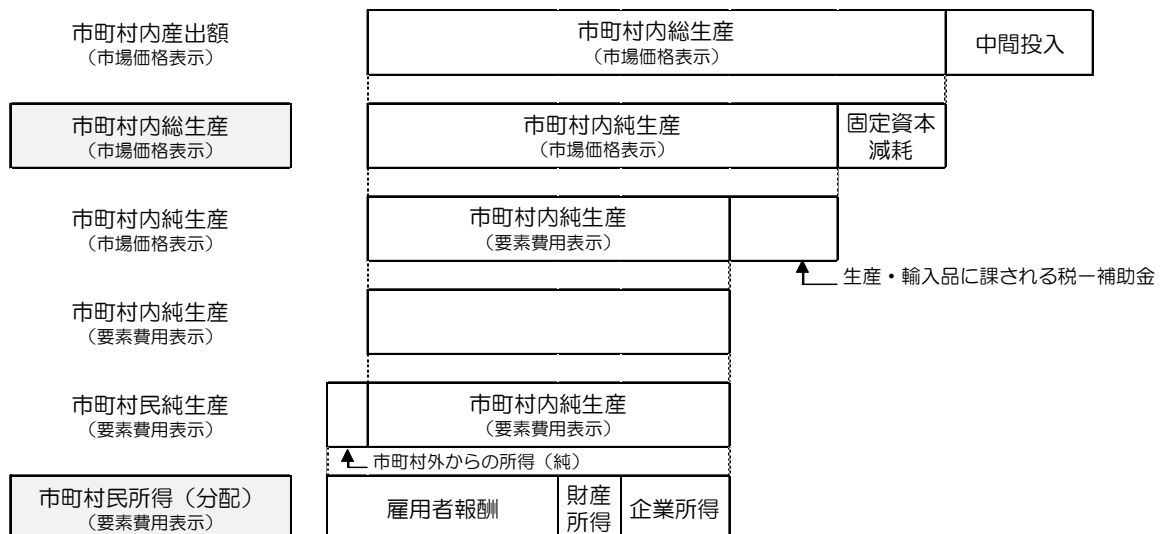 市町村内産出額
（市場価格表示）
市町村内総生産
（市場価格表示）
中間投入
市町村内総生産
（市場価格表示）
市町村内純生産
（市場価格表示）
固定資本
減耗
市町村内純生産
（市場価格表示）
市町村内純生産
（要素費用表示）
生産・輸入品に課される税－補助金
市町村内純生産
（要素費用表示）
市町村民純生産
（要素費用表示）
市町村内純生産
（要素費用表示）
市町村外からの所得（純）
市町村民所得（分配）
（要素費用表示）
雇用者報酬
財産
所得
企業所得